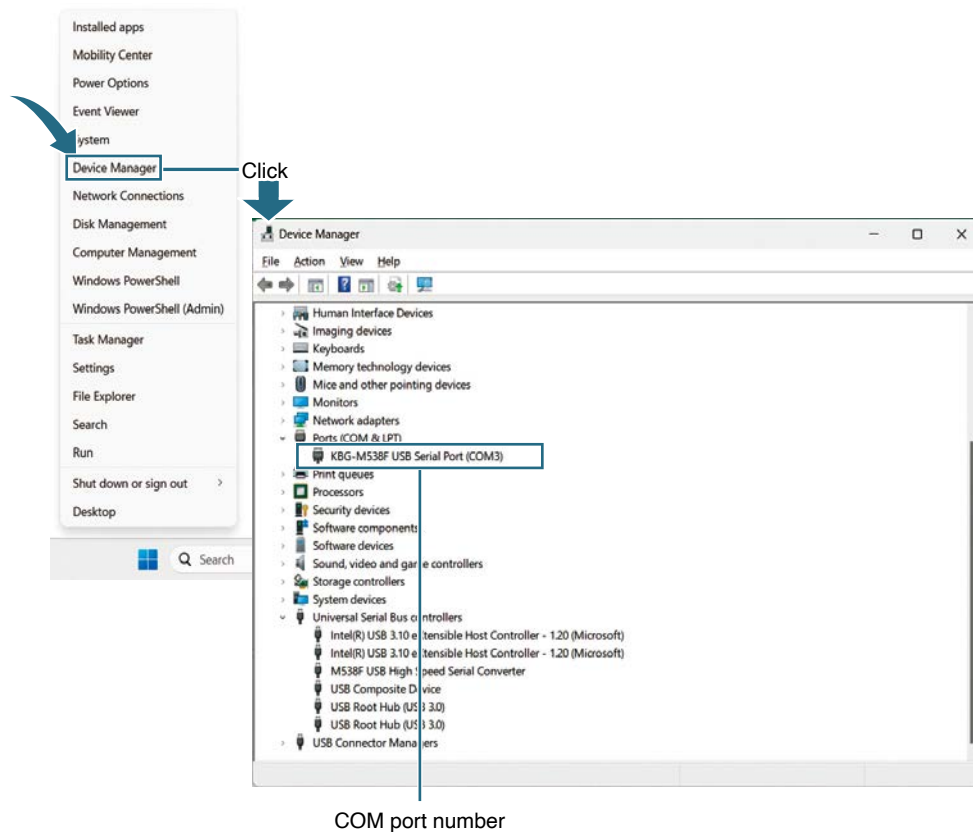 Installed apps
Mobility Center
Power Options
Event Viewer
System
Device Manager
Click
Network Connections
Disk Management
Computer Management
Windows PowerShell
Windows PowerShell (Admin)
Task Manager
Settings
File Explorer
Search
Run
Shut down or sign out
Desktop
Search
Device Manager
File Action View Help
Human Interface Devices
Imaging devices
Keyboards
Memory technology devices
Mice and other pointing devices
Monitors
Network adapters
Ports (COM & LPT)
KBG-M538F USB Serial Port (COM3)
Print queues
Processors
Security devices
Software components
Software devices
Sound, video and game controllers
Storage controllers
System devices
Universal Serial Bus controllers
Intel(R) USB 3.10 eXtensible Host Controller - 1.20 (Microsoft)
Intel(R) USB 3.10 eXtensible Host Controller - 1.20 (Microsoft)
M538F USB High Speed Serial Converter
USB Composite Device
USB Root Hub (USB 3.0)
USB Root Hub (USB 3.0)
USB Connector Managers
COM port number